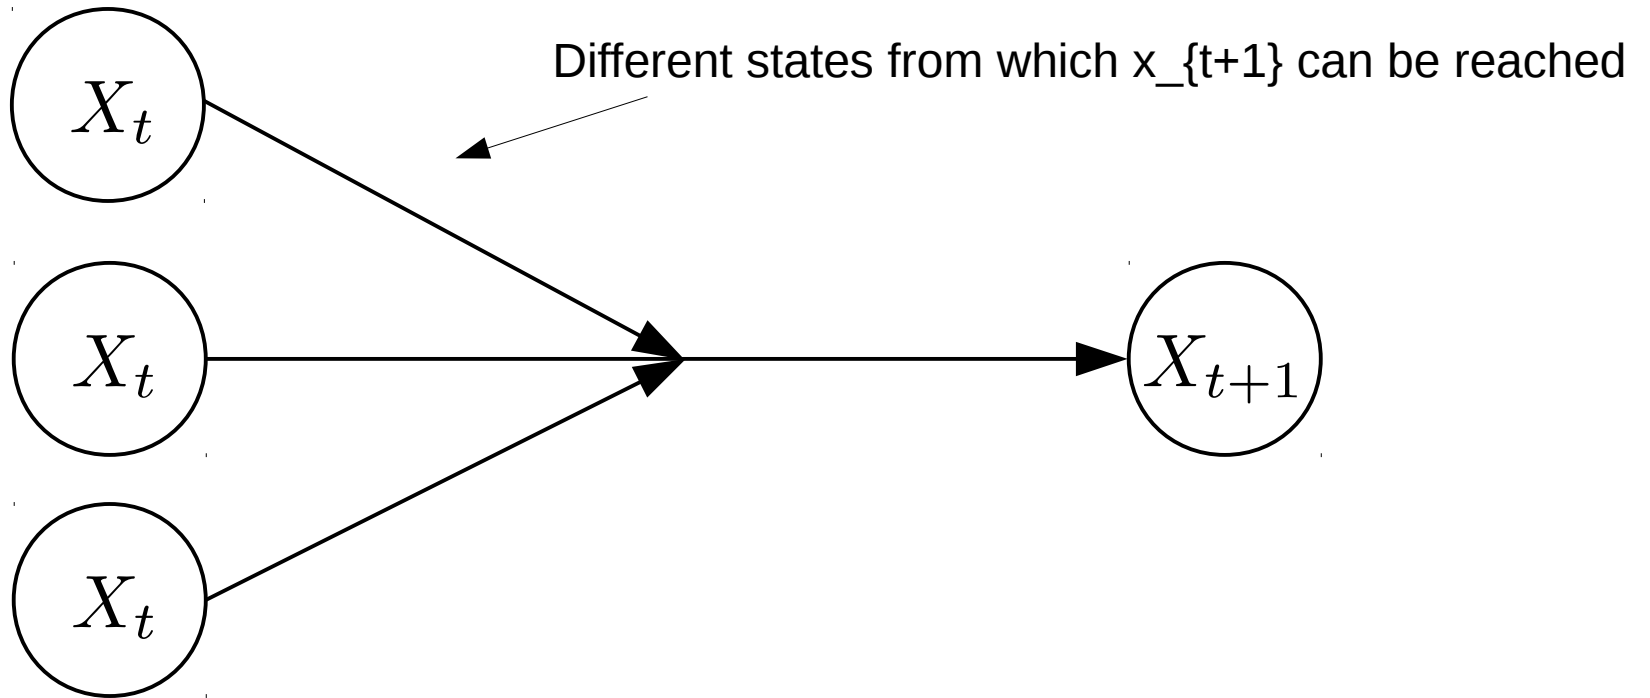 Different states from which x_{t+1} can be reached
X_t
X_t
X_{t+1}
X_t